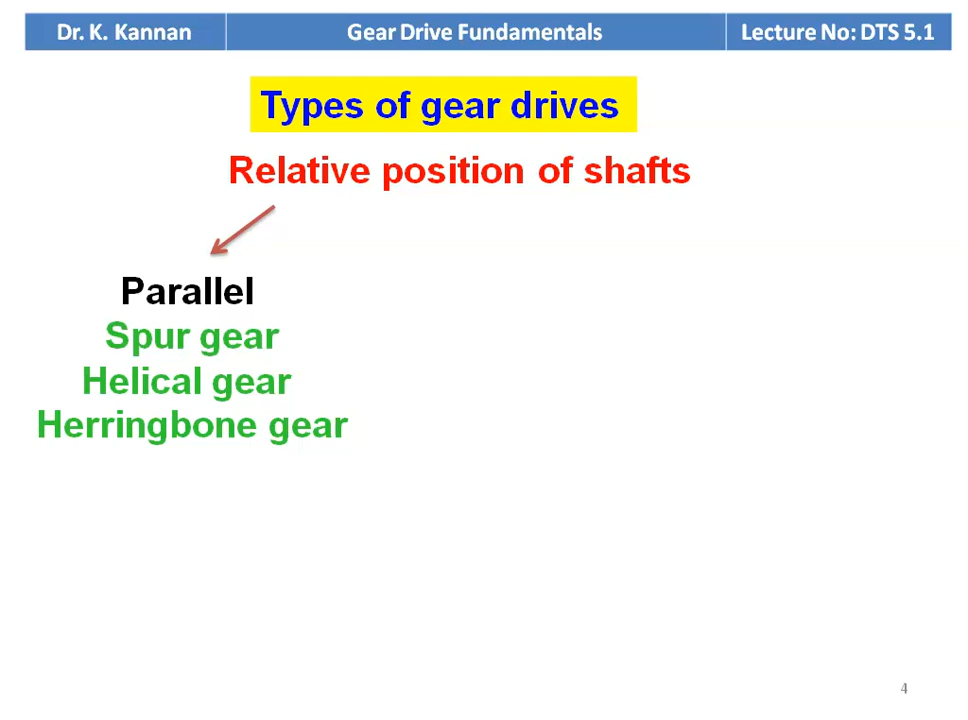 Dr. K. Kannan
Gear Drive Fundamentals
Lecture No: DTS 5.1
Types of gear drives
Relative position of shafts
Parallel
Spur gear
Helical gear
Herringbone gear
4